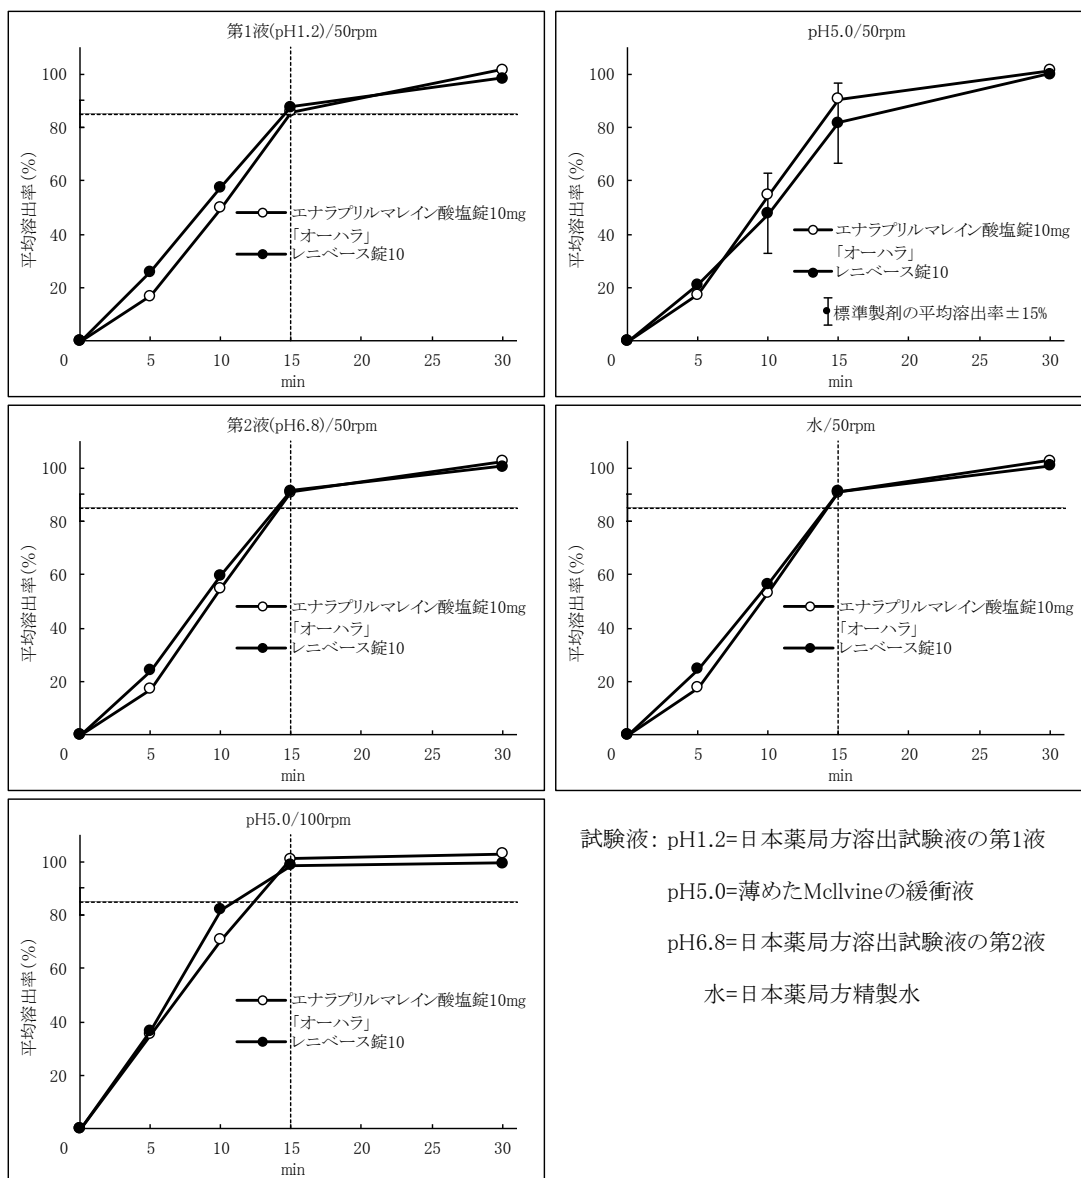 第1液(pH1.2)/50rpm
平均溶出率(%)
100
80
60
40
20
0
5
10
15
20
25
30
min
エナラプリルマレイン酸塩錠10mg
「オーハラ」
レニベース錠10
pH5.0/50rpm
平均溶出率(%)
100
80
60
40
20
0
5
10
15
20
25
30
min
エナラプリルマレイン酸塩錠10mg
「オーハラ」
レニベース錠10
標準製剤の平均溶出率±15%
第2液(pH6.8)/50rpm
平均溶出率(%)
100
80
60
40
20
0
5
10
15
20
25
30
min
エナラプリルマレイン酸塩錠10mg
「オーハラ」
レニベース錠10
水/50rpm
平均溶出率(%)
100
80
60
40
20
0
5
10
15
20
25
30
min
エナラプリルマレイン酸塩錠10mg
「オーハラ」
レニベース錠10
pH5.0/100rpm
平均溶出率(%)
100
80
60
40
20
0
5
10
15
20
25
30
min
エナラプリルマレイン酸塩錠10mg
「オーハラ」
レニベース錠10
試験液: pH1.2=日本薬局方溶出試験液の第1液
pH5.0=薄めたMcllvineの緩衝液
pH6.8=日本薬局方溶出試験液の第2液
水=日本薬局方精製水